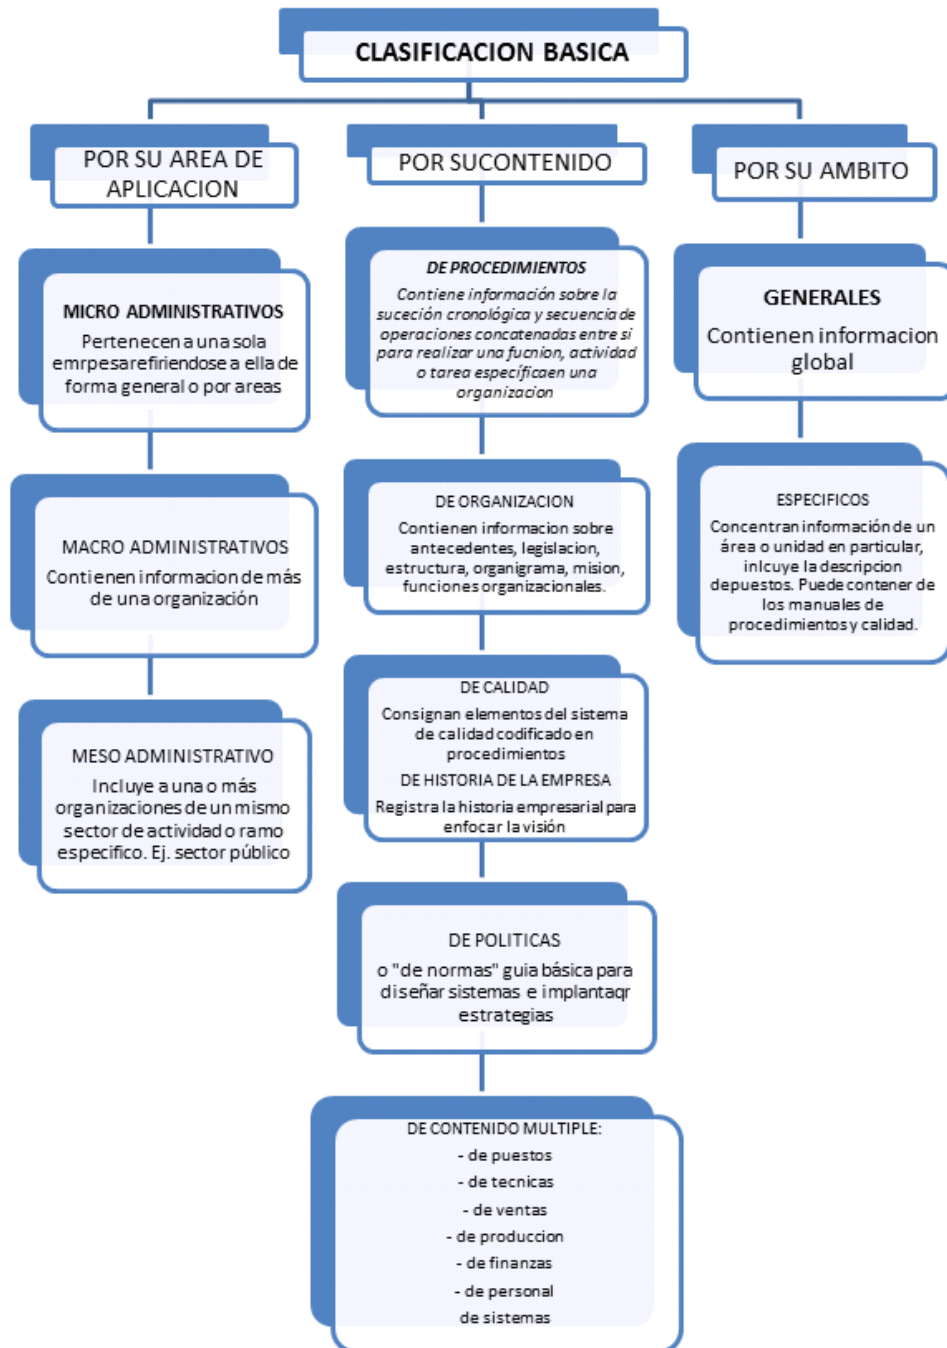 CLASIFICACION BASICA
POR SU AREA DE
APLICACION
MICRO ADMINISTRATIVOS
Pertenecen a una sola
emrpesarefiriendose a ella de
forma general o por areas
MACRO ADMINISTRATIVOS
Contienen informacion de más
de una organización
MESO ADMINISTRATIVO
Incluye a una o más
organizaciones de un mismo
sector de actividad o ramo
especifico. Ej. sector público
POR SUCONTENIDO
DE PROCEDIMIENTOS
Contiene información sobre la
suceción cronológica y secuencia de
operaciones concatenadas entre si
para realizar una fucnion, actividad
o tarea específicaen una
organizacion
DE ORGANIZACION
Contienen informacion sobre
antecedentes, legislacion,
estructura, organigrama, mision,
funciones organizacionales.
DE CALIDAD
Consignan elementos del sistema
de calidad codificado en
procedimientos
DE HISTORIA DE LA EMPRESA
Registra la historia empresarial para
enfocar la visión
DE POLITICAS
o "de normas" guia básica para
diseñar sistemas e implantaqr
estrategias
DE CONTENIDO MULTIPLE:
- de puestos
- de tecnicas
- de ventas
- de produccion
- de finanzas
- de personal
de sistemas
POR SU AMBITO
GENERALES
Contienen informacion
global
ESPECIFICOS
Concentran información de un
área o unidad en particular,
inlcuye la descripcion
depuestos. Puede contener de
los manuales de
procedimientos y calidad.